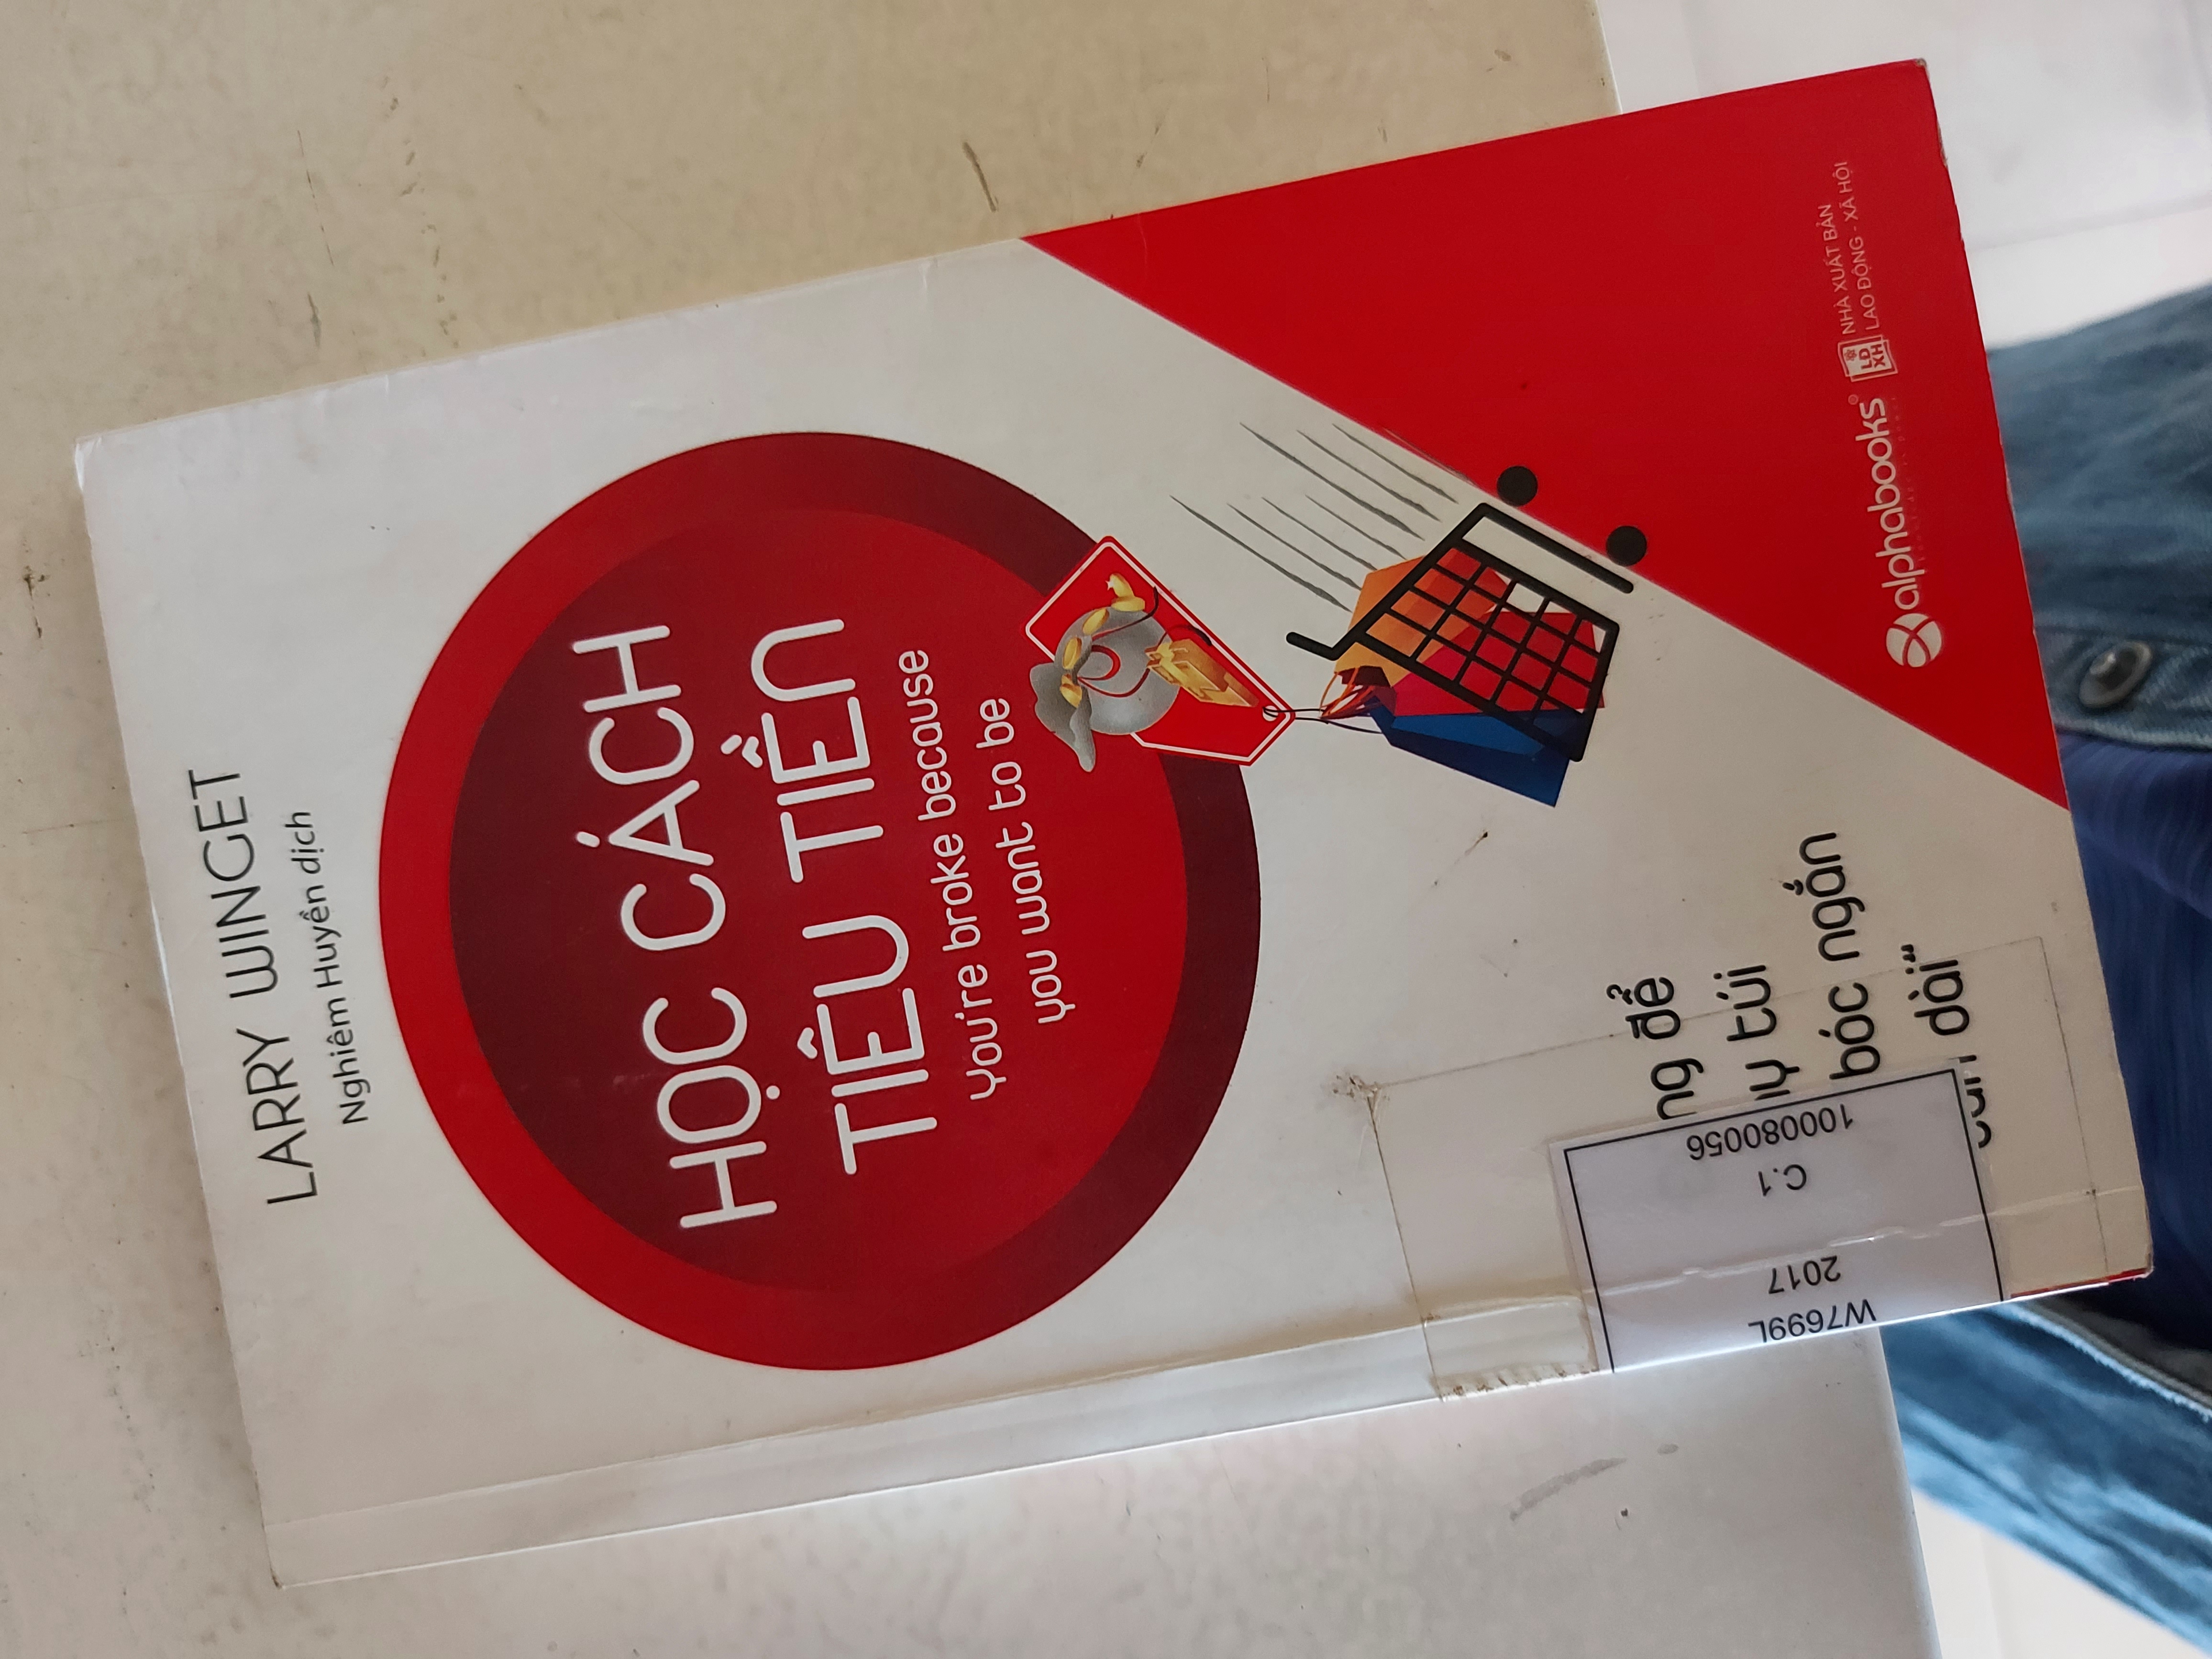 LARRY WINGET
Nghiêm Huyền dịch
HỌC CÁCH
TIÊU TIỀN
You're broke because
you want to be
để
túi
bóc ngắn
dài"
W7699L
2017
C.1
100080056
alphabooks®
LDXH
NHÀ XUẤT BẢN
LAO ĐỘNG - XÃ HỘI